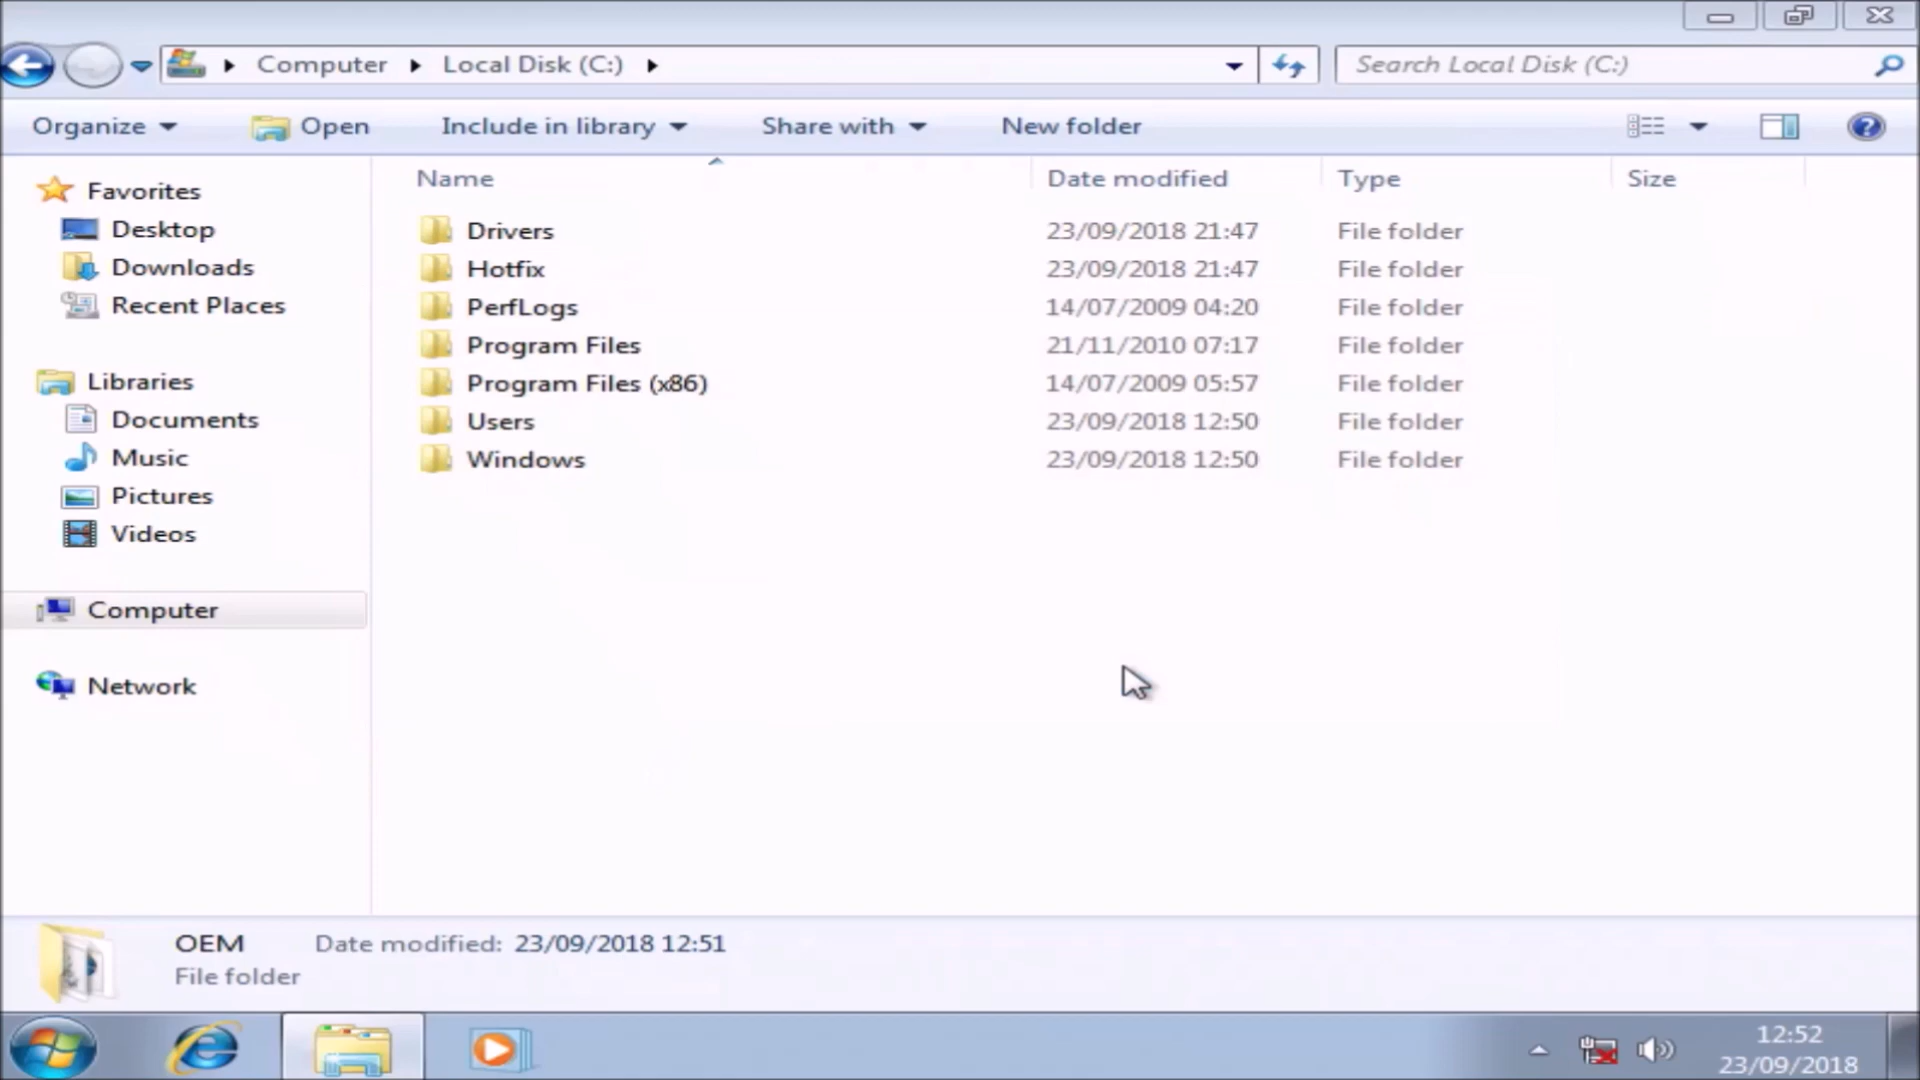 Computer Local Disk (C:) Search Local Disk (C:)
Organize Open Include in library Share with New folder
Name Date modified Type Size
Favorites
Desktop
Downloads
Recent Places
Libraries
Documents
Music
Pictures
Videos
Computer
Network
Drivers 23/09/2018 21:47 File folder
Hotfix 23/09/2018 21:47 File folder
PerfLogs 14/07/2009 04:20 File folder
Program Files 21/11/2010 07:17 File folder
Program Files (x86) 14/07/2009 05:57 File folder
Users 23/09/2018 12:50 File folder
Windows 23/09/2018 12:50 File folder
OEM Date modified: 23/09/2018 12:51
File folder
12:52
23/09/2018